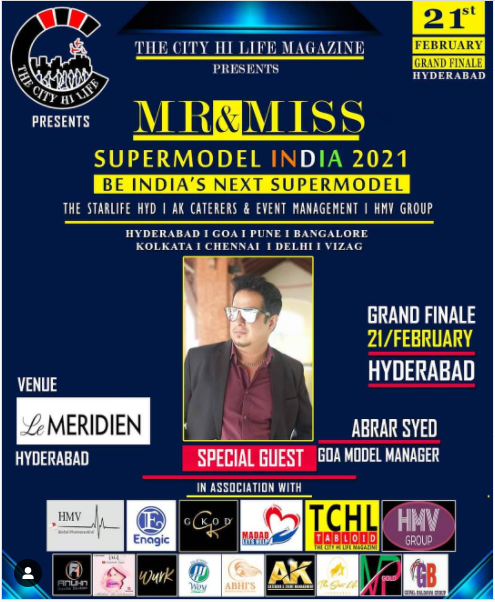 THE CITY HI LIFE
PRESENTS
THE CITY HI LIFE MAGAZINE
PRESENTS
21st
FEBRUARY
GRAND FINALE
HYDERABAD
MR&MISS
SUPERMODEL INDIA 2021
BE INDIA'S NEXT SUPERMODEL
THE STARLIFE HYD I AK CATERERS & EVENT MANAGEMENT I HMV GROUP
HYDERABAD I GOA I PUNE I BANGALORE
KOLKATA I CHENNAI I DELHI I VIZAG
GRAND FINALE
21/FEBRUARY
HYDERABAD
VENUE
Le MERIDIEN
HYDERABAD
ABRAR SYED
GOA MODEL MANAGER
SPECIAL GUEST
IN ASSOCIATION WITH
HMV
E
Enagic
GKOD
MADAD
LET'S HELP
TCHL
TABLOID
THE CITY HI LIFE MAGAZINE
HMV
GROUP
Wurk
ABHI'S
AK
GOLD
GB